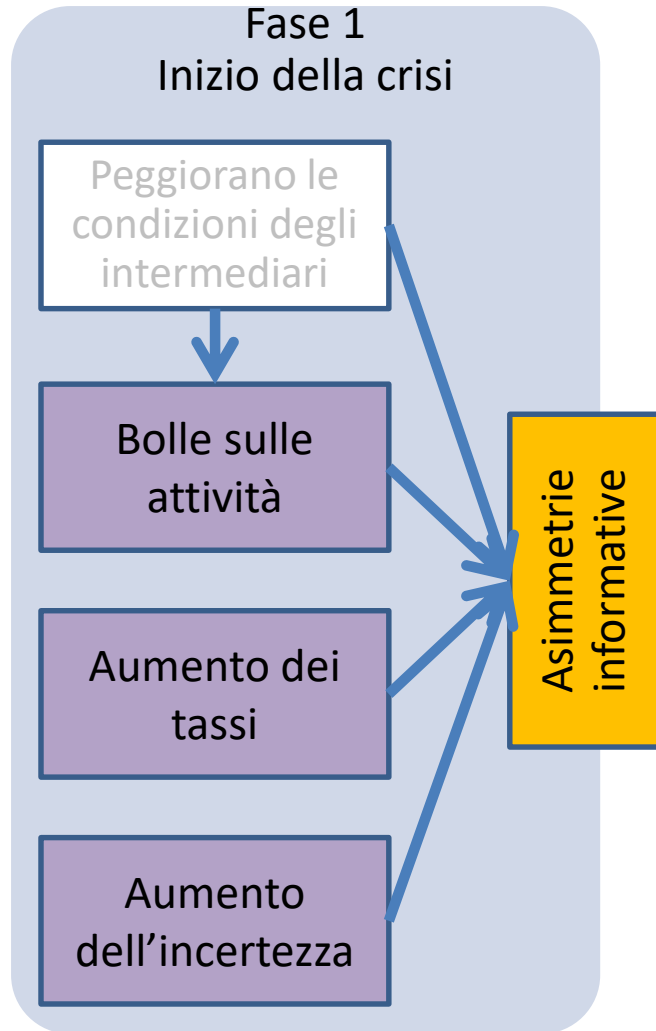 Fase 1
Inizio della crisi
Peggiorano le
condizioni degli
intermediari
Bolle sulle
attività
Aumento dei
tassi
Aumento
dell’incertezza
Asimmetrie
informative